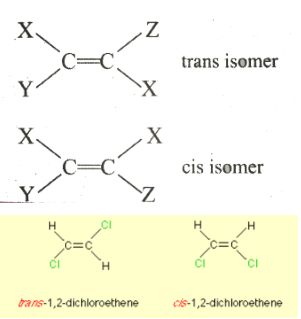 X Z
C=C trans isomer
Y X
X X
C=C cis isomer
Y Z
H Cl H H
C=C C=C
Cl H Cl Cl
trans-1,2-dichloroethene cis-1,2-dichloroethene